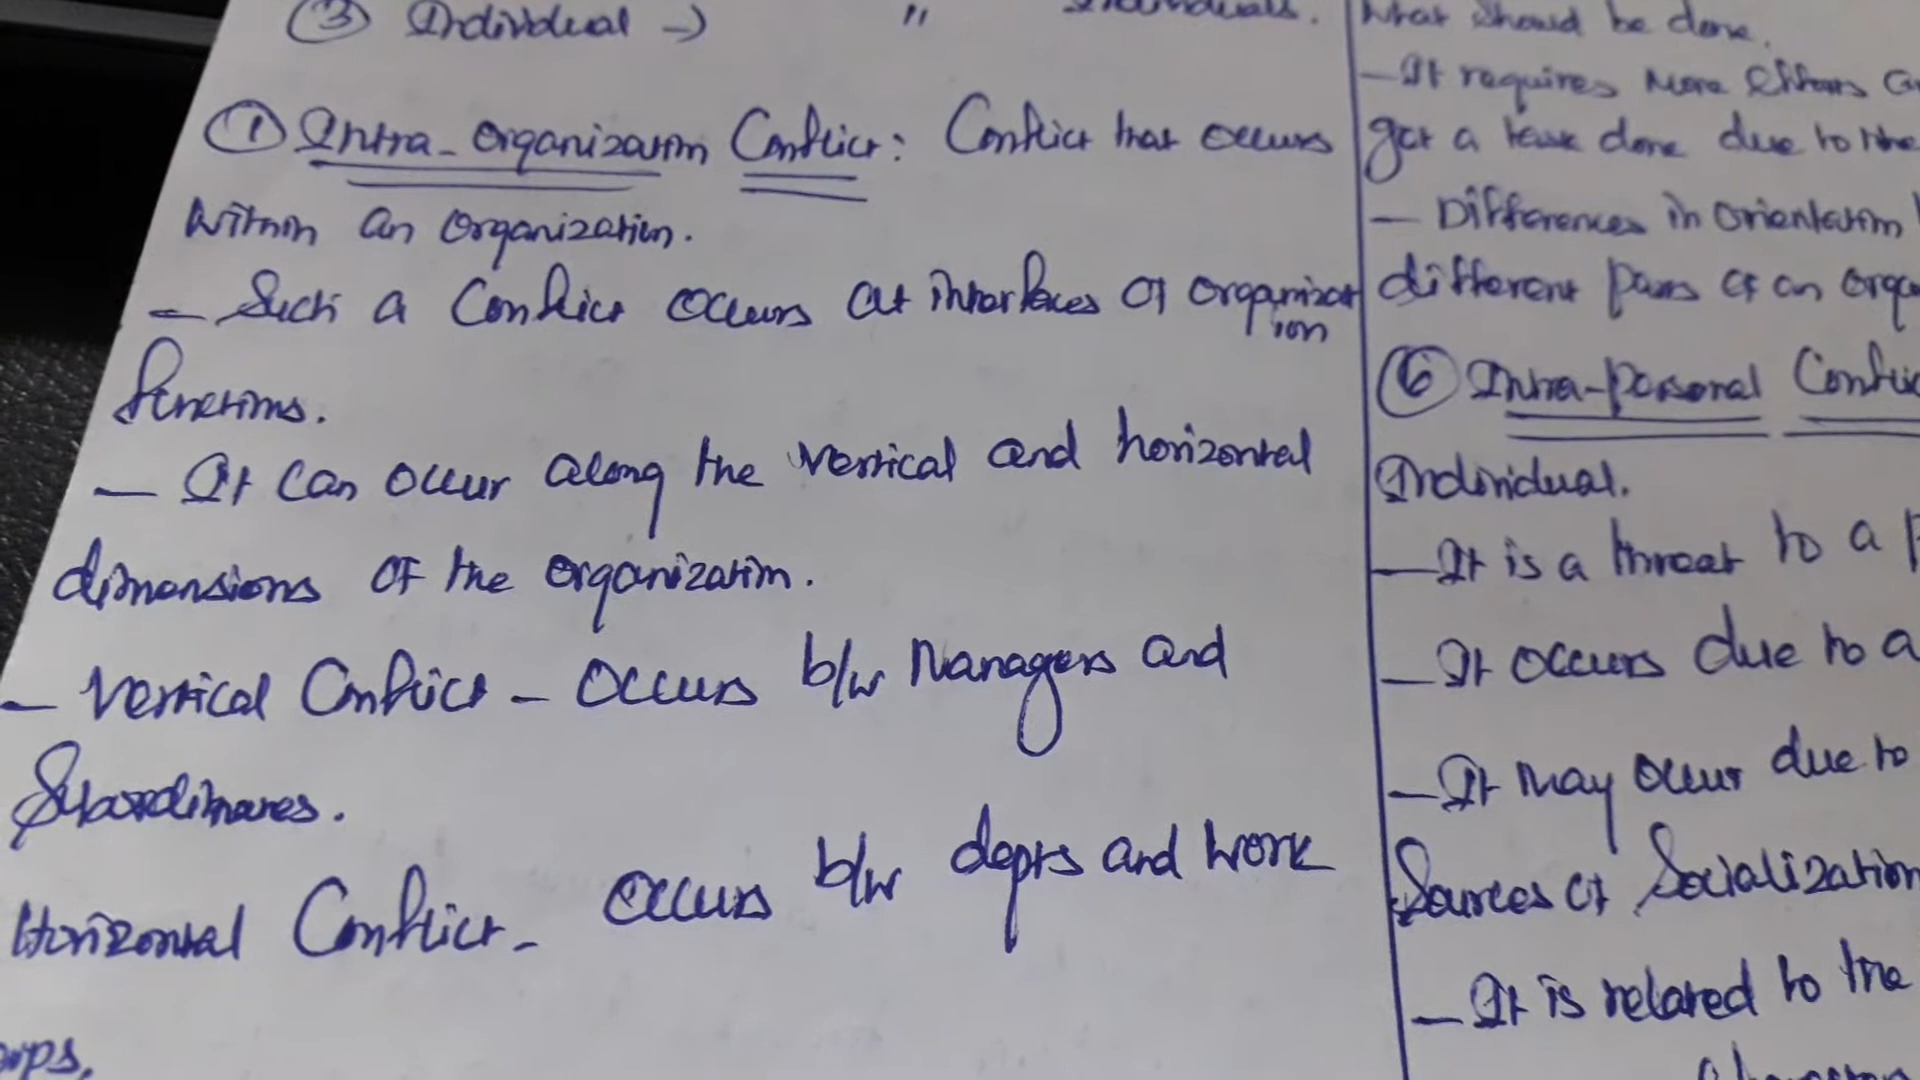 ③ Individual → " Individuals.
① Intra-Organization Conflict: Conflict that occurs
within an organization.
- Such a Conflict occurs at interfaces of organization
functions.
- It can occur along the vertical and horizontal
dimensions of the organization.
- Vertical Conflict - Occurs b/w Managers and
Subordinates.
Horizontal Conflict - occurs b/w depts and work
oups.
what should be done.
- It requires more efforts
get a task done due to the
- Differences in orientation
different parts of an orga
⑥ Intra-personal Conflic
Individual.
- It is a threat to a p
- It occurs due to a
- It may occur due to
Sources of Socialization
- It is related to the